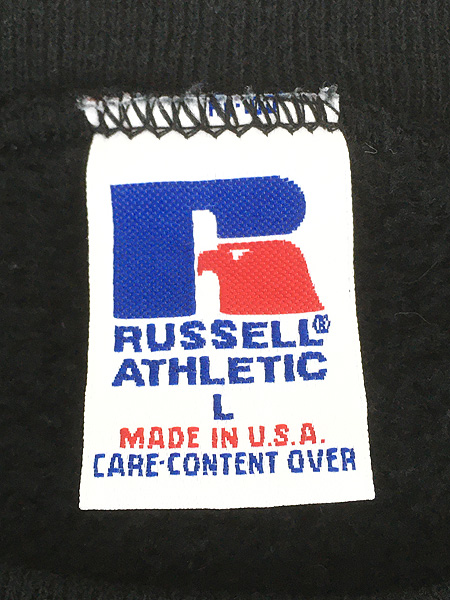 RUSSELL®
ATHLETIC
L
MADE IN U.S.A.
CARE-CONTENT OVER